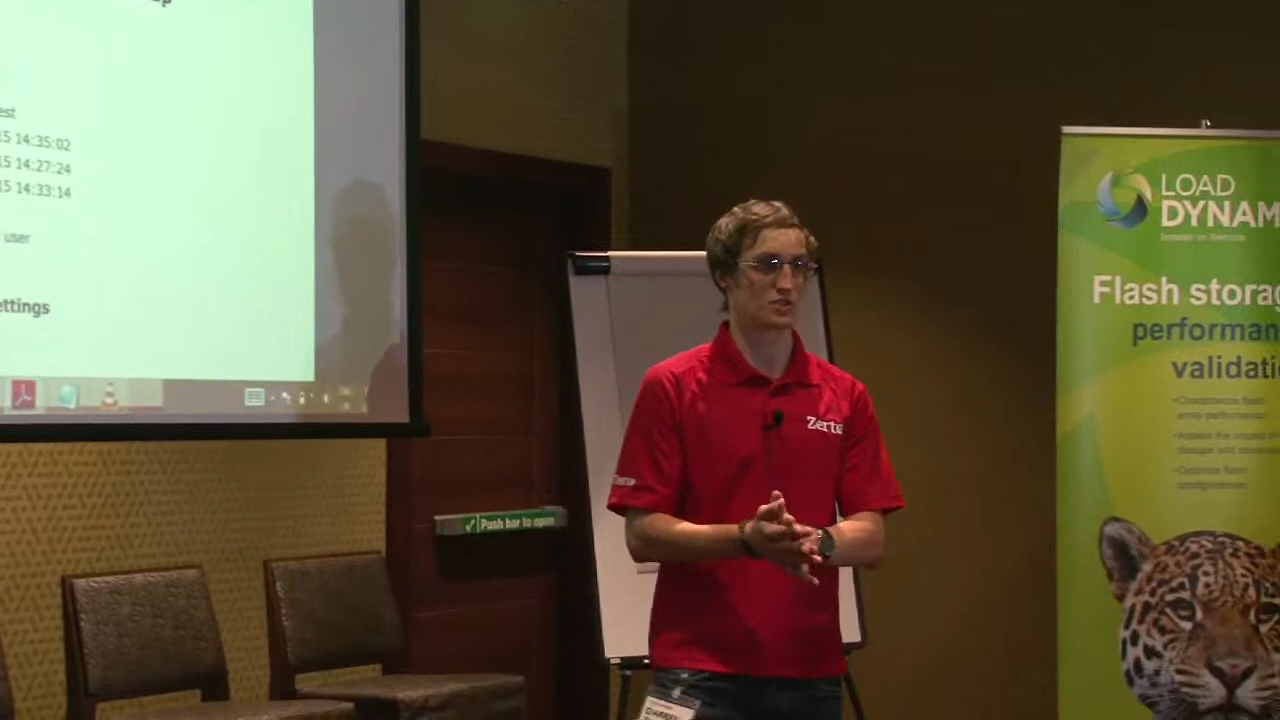 est
15 14:35:02
15 14:27:24
15 14:33:14
user
ettings
Push bar to open
Zerto
LOAD
DYNAM
Flash storag
performan
validati